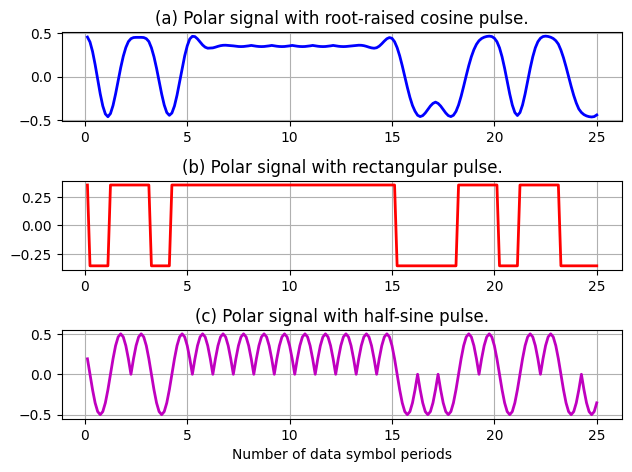 (a) Polar signal with root-raised cosine pulse.
0.5
0.0
−0.5
0 5 10 15 20 25
(b) Polar signal with rectangular pulse.
0.25
0.00
−0.25
0 5 10 15 20 25
(c) Polar signal with half-sine pulse.
0.5
0.0
−0.5
0 5 10 15 20 25
Number of data symbol periods